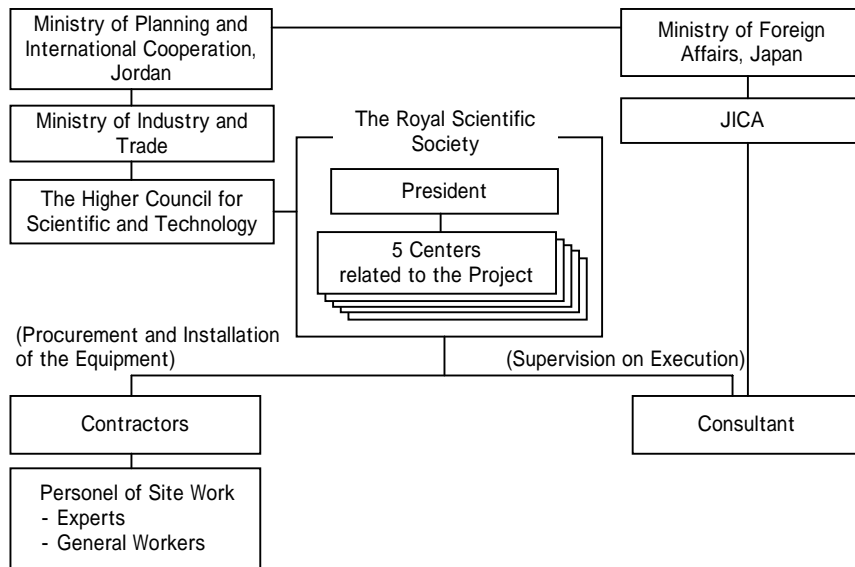 Ministry of Planning and
International Cooperation,
Jordan
Ministry of Foreign
Affairs, Japan
Ministry of Industry and
Trade
JICA
The Higher Council for
Scientific and Technology
The Royal Scientific
Society
President
5 Centers
related to the Project
(Procurement and Installation
of the Equipment)
(Supervision on Execution)
Contractors
Consultant
Personel of Site Work
- Experts
- General Workers